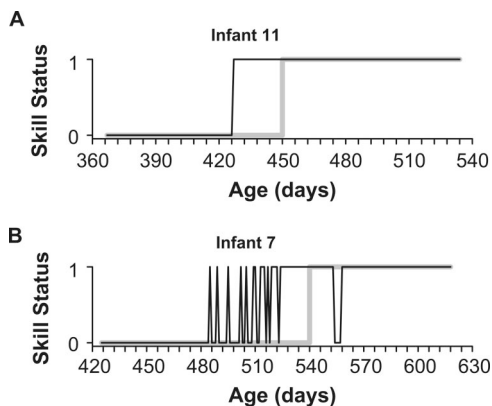 A
Infant 11
Skill Status
1
0
360 390 420 450 480 510 540
Age (days)
B
Infant 7
Skill Status
1
0
420 450 480 510 540 570 600 630
Age (days)